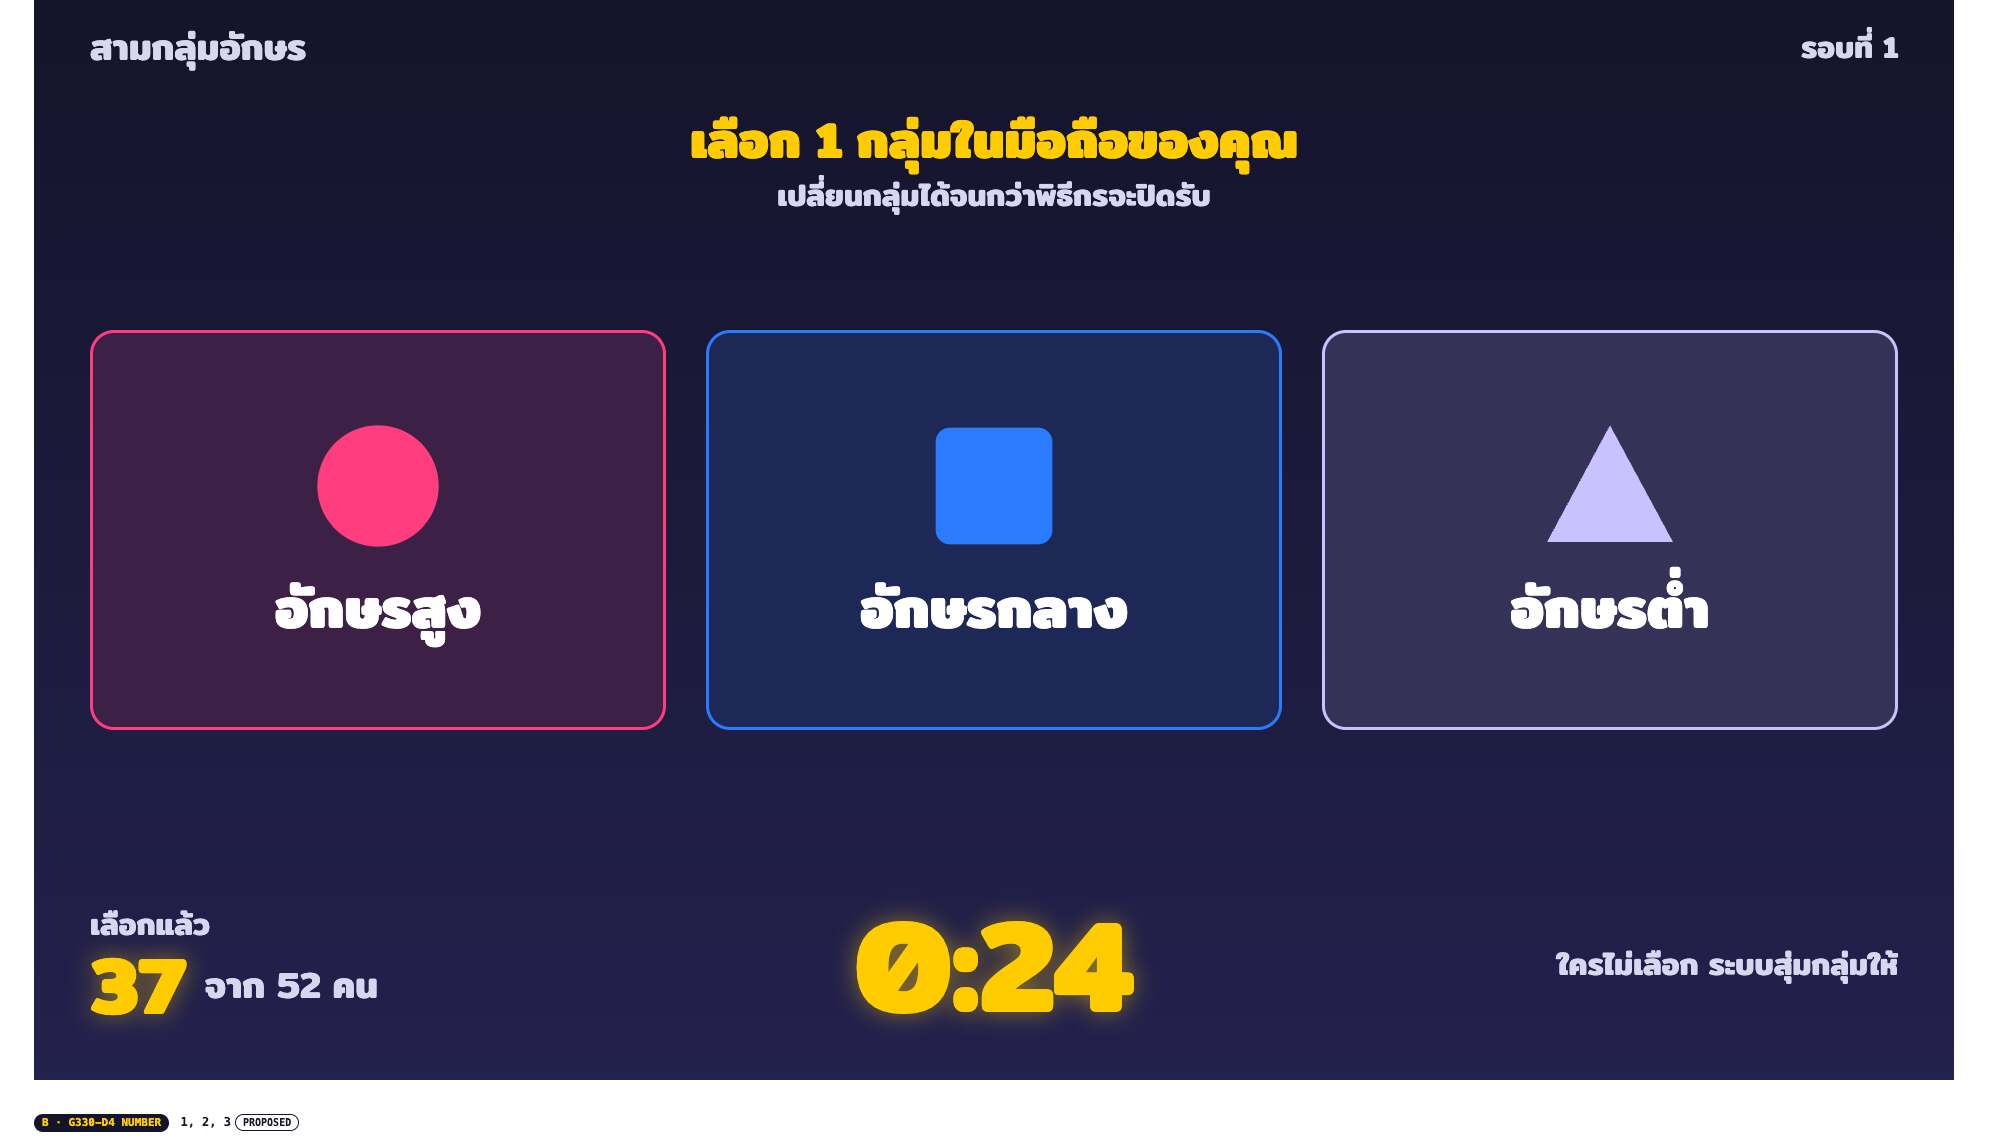 สามกลุ่มอักษร
รอบที่ 1
เลือก 1 กลุ่มในมือถือของคุณ
เปลี่ยนกลุ่มได้จนกว่าพิธีกรจะปิดรับ
อักษรสูง
อักษรกลาง
อักษรต่ำ
เลือกแล้ว
37 จาก 52 คน
0:24
ใครไม่เลือก ระบบสุ่มกลุ่มให้
B · G330-D4 NUMBER 1, 2, 3 PROPOSED